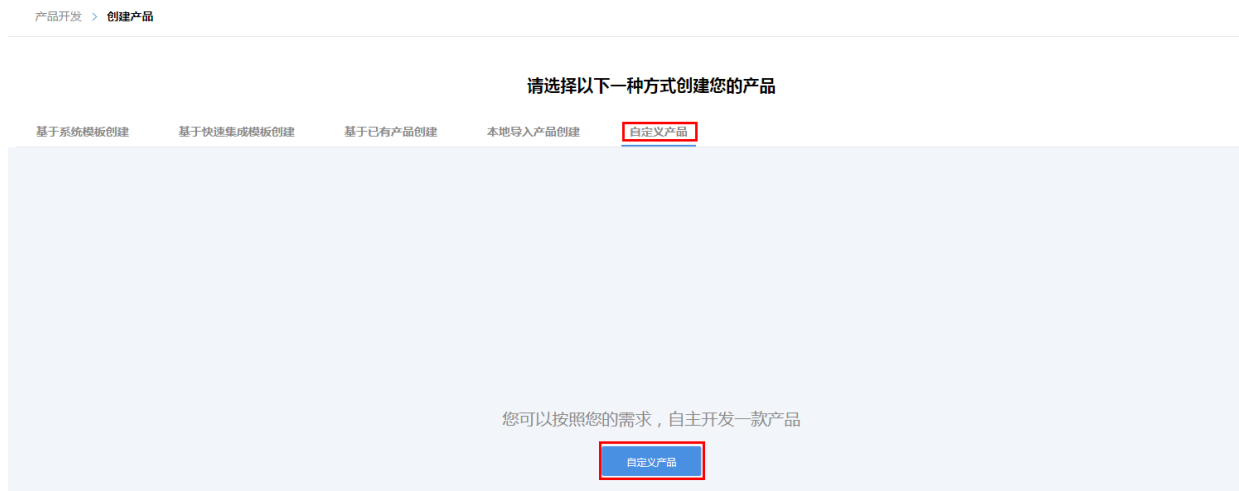 产品开发 > 创建产品
请选择以下一种方式创建您的产品
基于系统模板创建 基于快速集成模板创建 基于已有产品创建 本地导入产品创建 自定义产品
您可以按照您的需求，自主开发一款产品
自定义产品